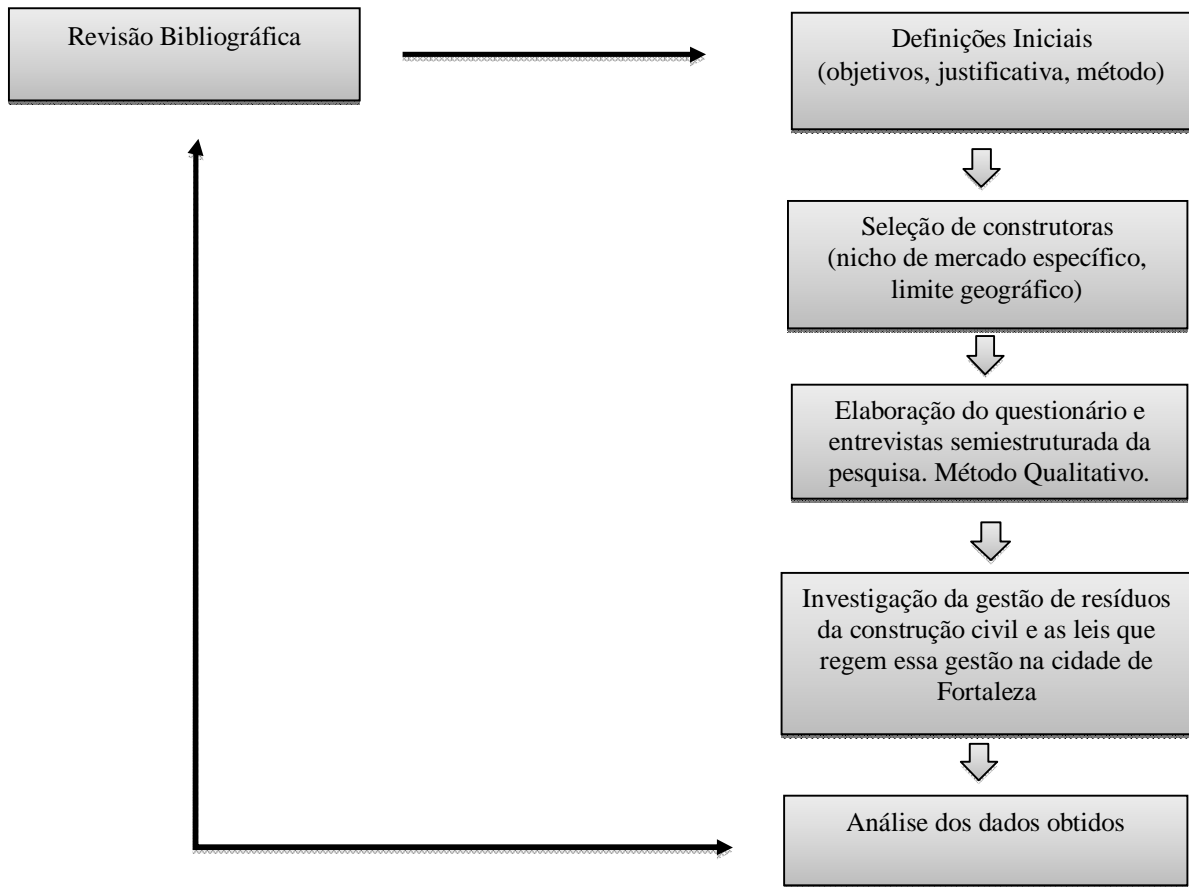 Revisão Bibliográfica
Definições Iniciais
(objetivos, justificativa, método)
Seleção de construtoras
(nicho de mercado específico,
limite geográfico)
Elaboração do questionário e
entrevistas semiestruturada da
pesquisa. Método Qualitativo.
Investigação da gestão de resíduos
da construção civil e as leis que
regem essa gestão na cidade de
Fortaleza
Análise dos dados obtidos